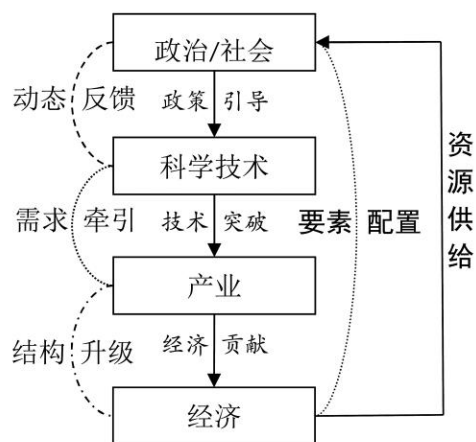 政治/社会
动态 反馈
政策 引导
科学技术
需求 牵引
技术 突破
要素 配置
资源供给
产业
结构 升级
经济 贡献
经济